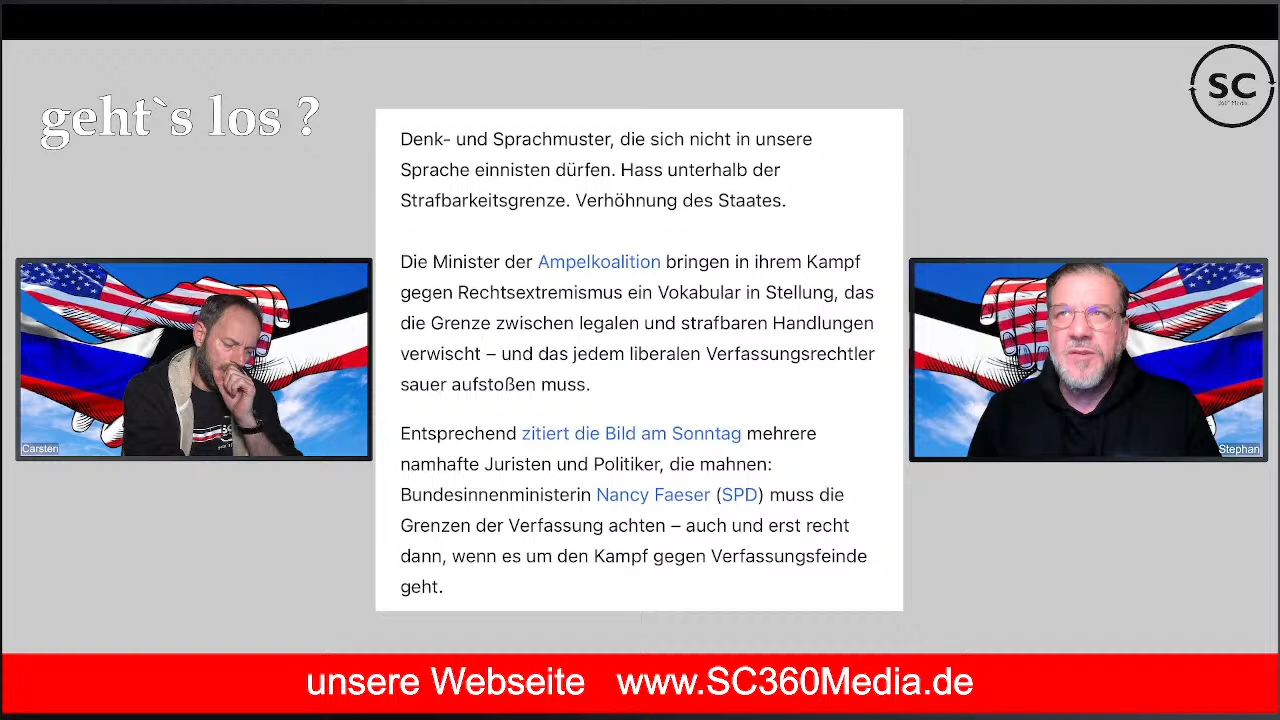 geht`s los ?
SC
360° Media
Denk- und Sprachmuster, die sich nicht in unsere
Sprache einnisten dürfen. Hass unterhalb der
Strafbarkeitsgrenze. Verhöhnung des Staates.
Die Minister der Ampelkoalition bringen in ihrem Kampf
gegen Rechtsextremismus ein Vokabular in Stellung, das
die Grenze zwischen legalen und strafbaren Handlungen
verwischt – und das jedem liberalen Verfassungsrechtler
sauer aufstoßen muss.
Entsprechend zitiert die Bild am Sonntag mehrere
namhafte Juristen und Politiker, die mahnen:
Bundesinnenministerin Nancy Faeser (SPD) muss die
Grenzen der Verfassung achten – auch und erst recht
dann, wenn es um den Kampf gegen Verfassungsfeinde
geht.
Carsten
Stephan
unsere Webseite www.SC360Media.de